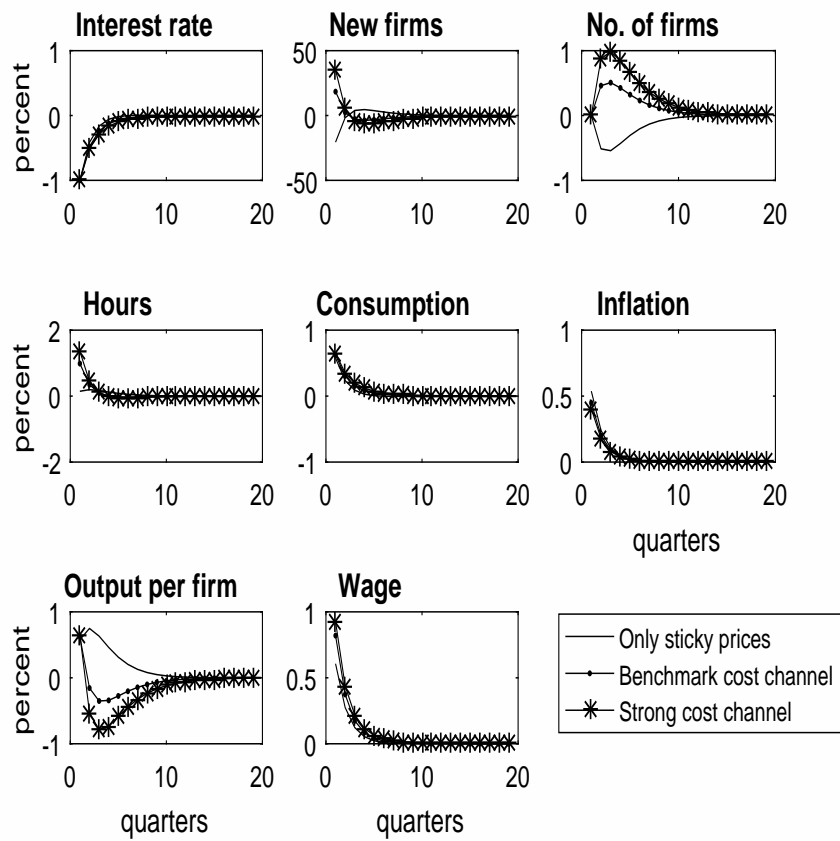 Interest rate
New firms
No. of firms
percent
1
0
-1
0
10
20
50
0
-50
0
10
20
1
0
-1
0
10
20
Hours
Consumption
Inflation
percent
2
0
-2
0
10
20
1
0
-1
0
10
20
1
0.5
0
0
10
20
quarters
Output per firm
Wage
percent
1
0
-1
0
10
20
quarters
1
0.5
0
0
10
20
quarters
Only sticky prices
Benchmark cost channel
Strong cost channel